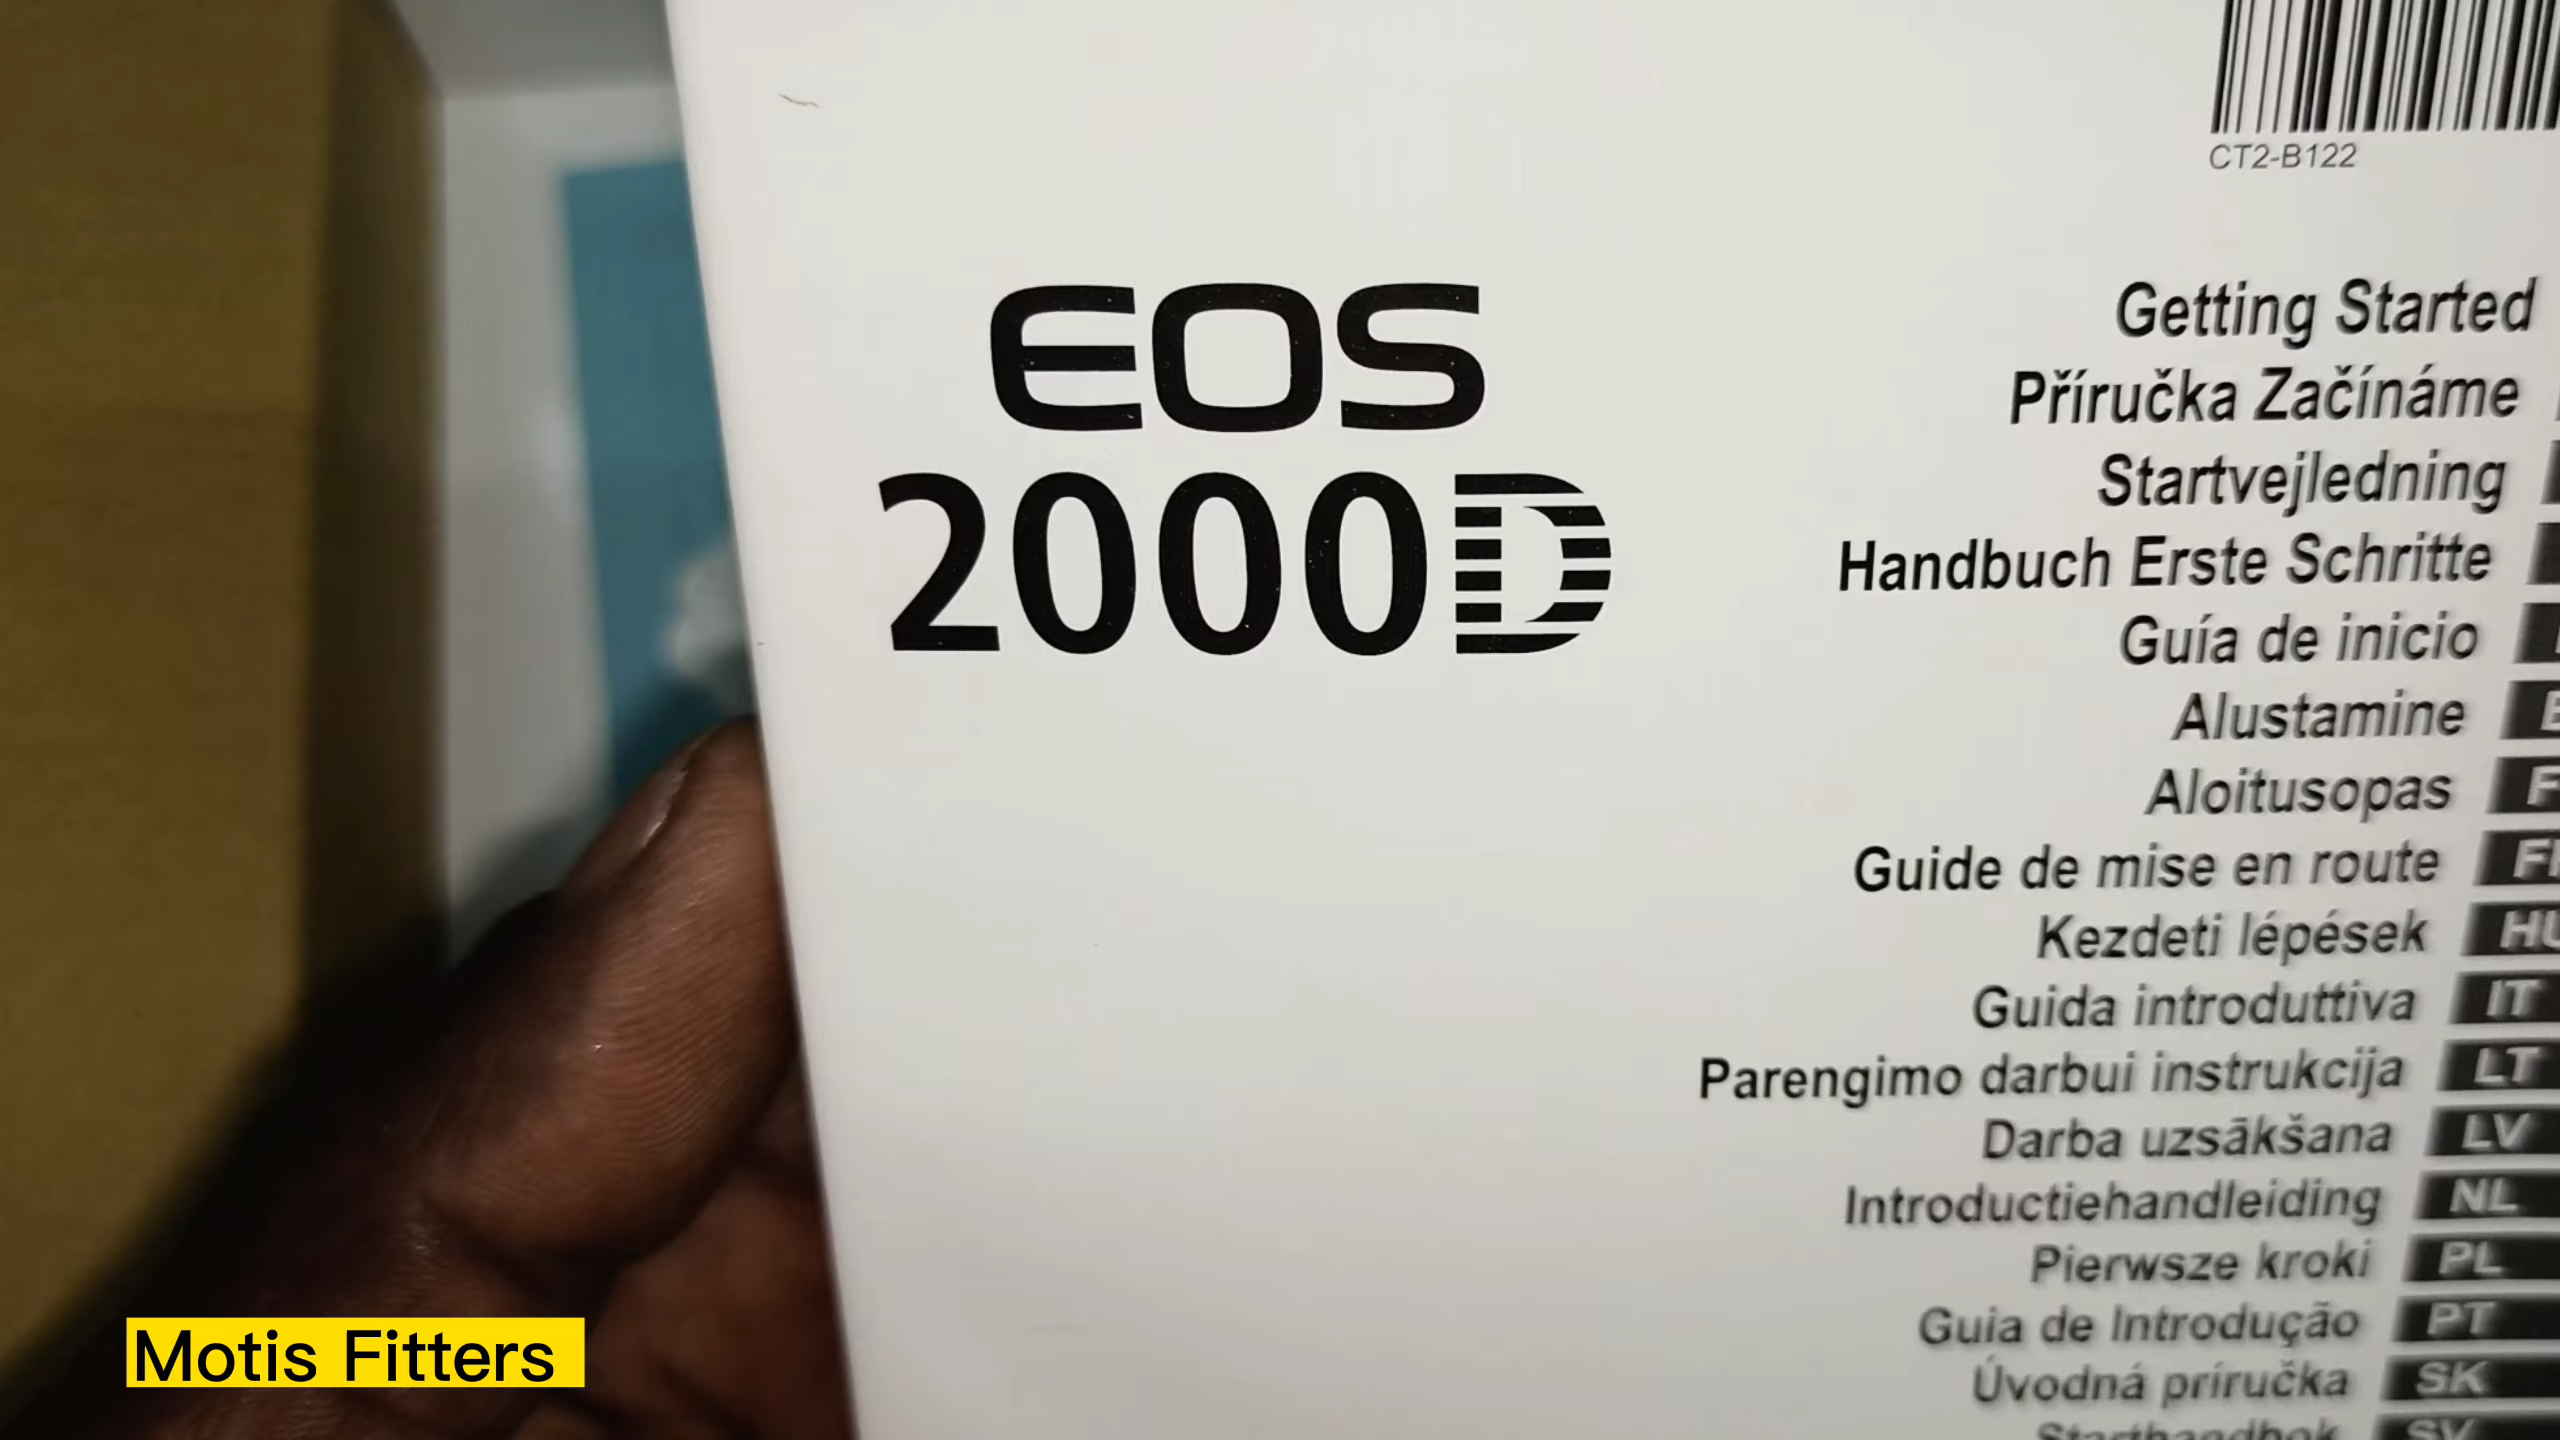 CT2-B122
EOS
2000D
Getting Started
Příručka Začínáme
Startvejledning
Handbuch Erste Schritte
Guía de inicio
Alustamine
Aloitusopas
Guide de mise en route
Kezdeti lépések HU
Guida introduttiva IT
Parengimo darbui instrukcija LT
Darba uzsākšana LV
Introductiehandleiding NL
Pierwsze kroki PL
Guia de Introdução PT
Úvodná príručka SK
Starthandbok SV
Motis Fitters